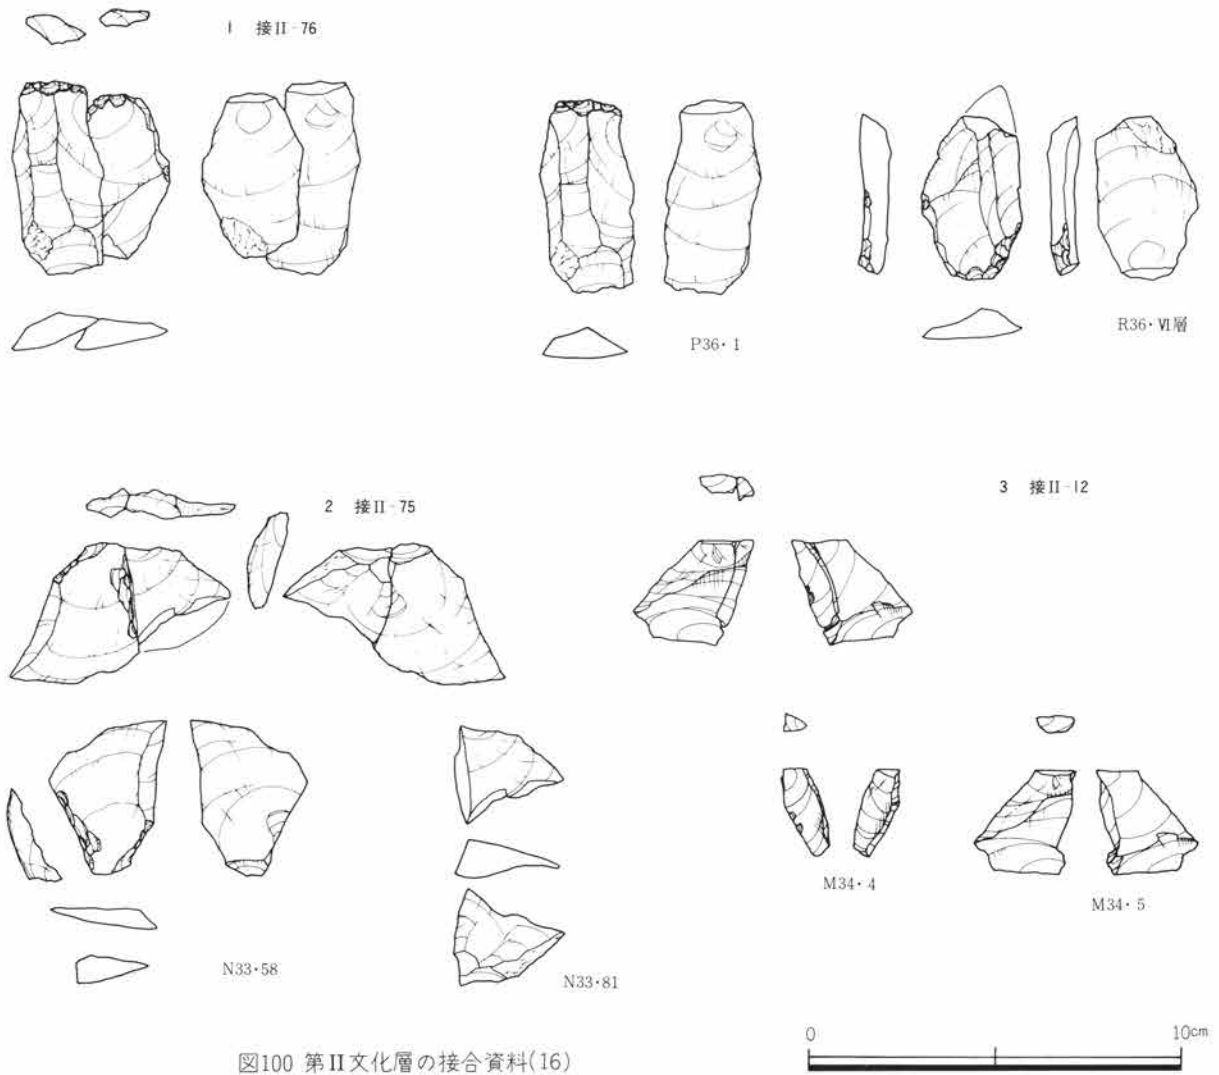 1 接II-76
P36・1
R36・VI層
2 接II-75
3 接II-12
M34・4
M34・5
N33・58
N33・81
0 10cm
図100 第II文化層の接合資料(16)